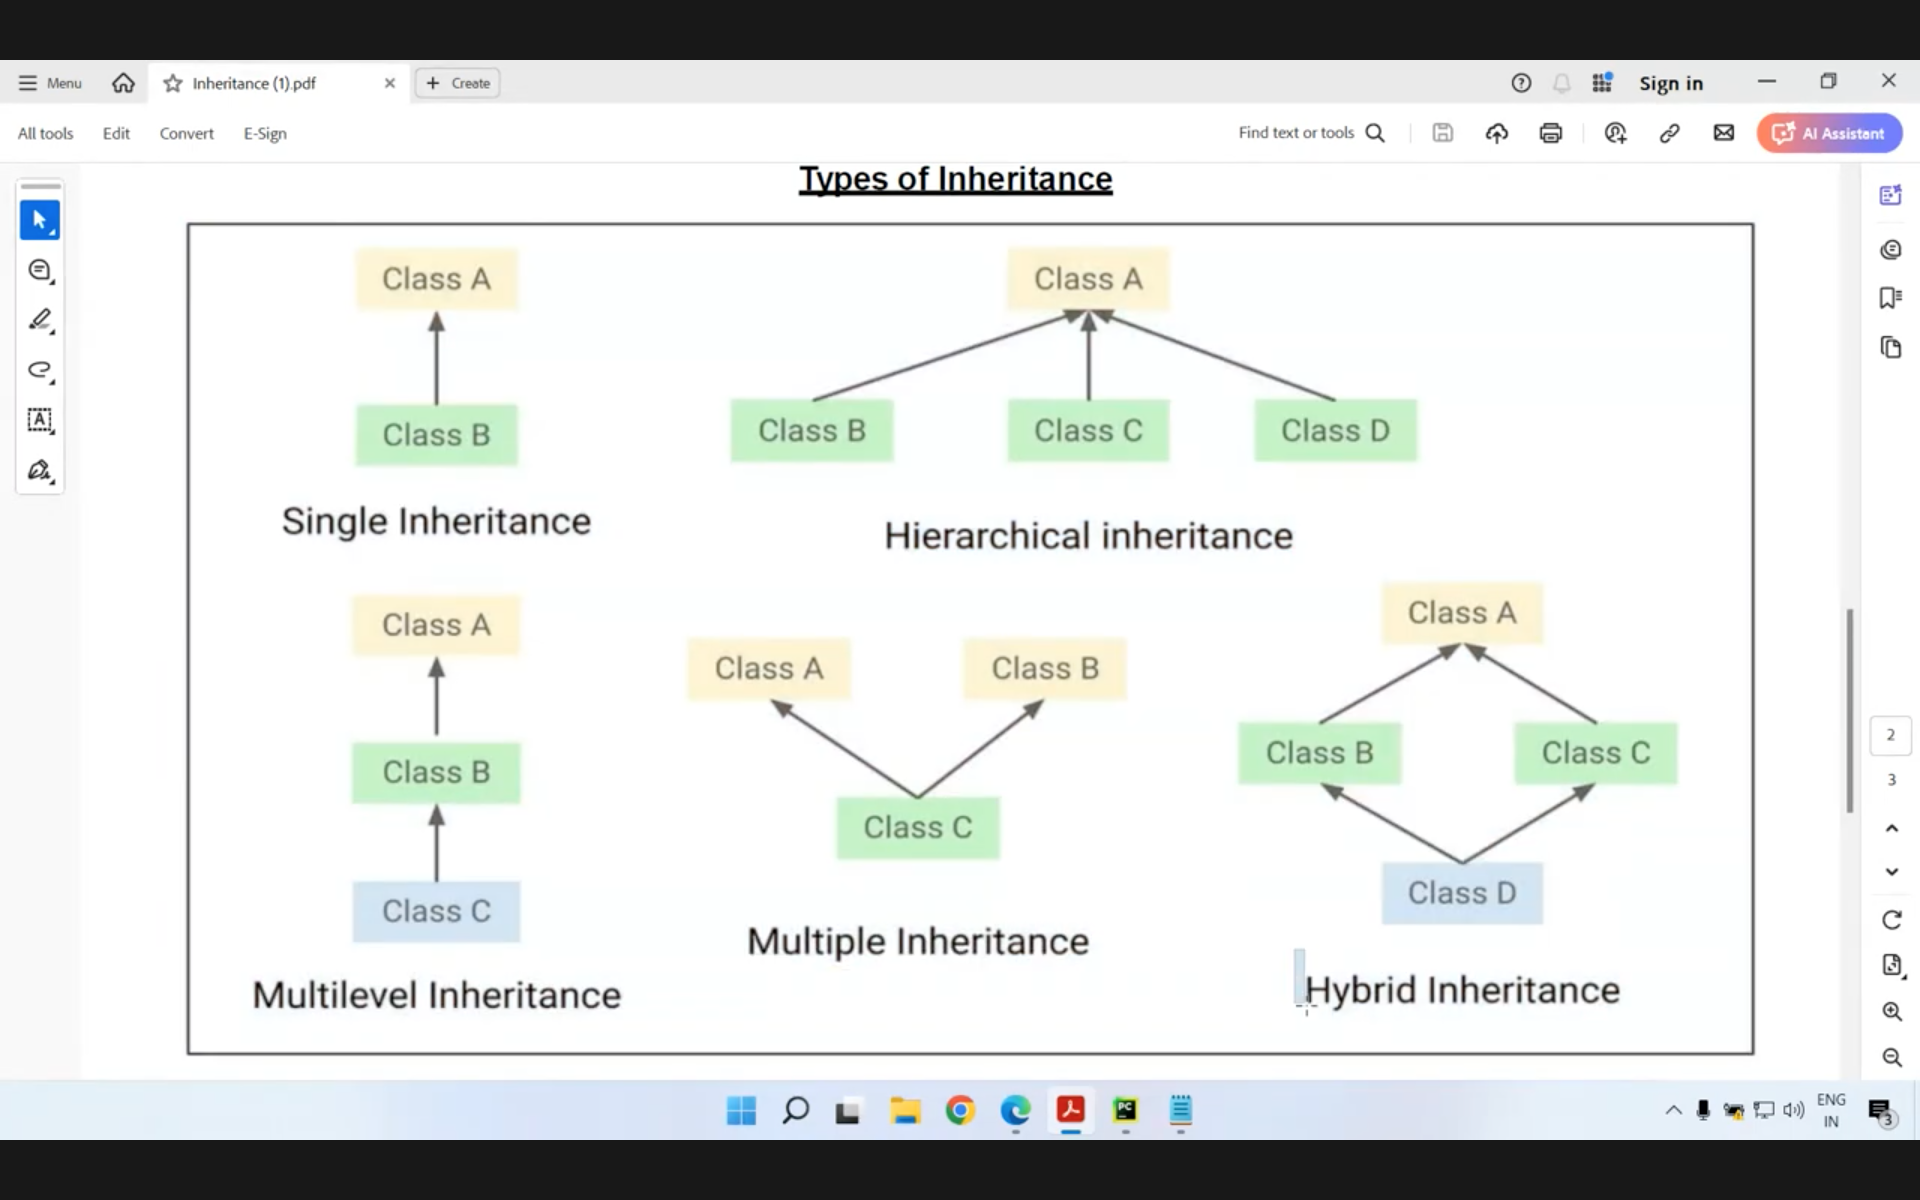 Menu
Inheritance (1).pdf
Create
Sign in
All tools
Edit
Convert
E-Sign
Find text or tools
AI Assistant
Types of Inheritance
Class A
Class B
Single Inheritance
Class A
Class B
Class C
Class D
Hierarchical inheritance
Class A
Class B
Class C
Multilevel Inheritance
Class A
Class B
Class C
Multiple Inheritance
Class A
Class B
Class C
Class D
Hybrid Inheritance
2
3
PC
ENG
IN
3